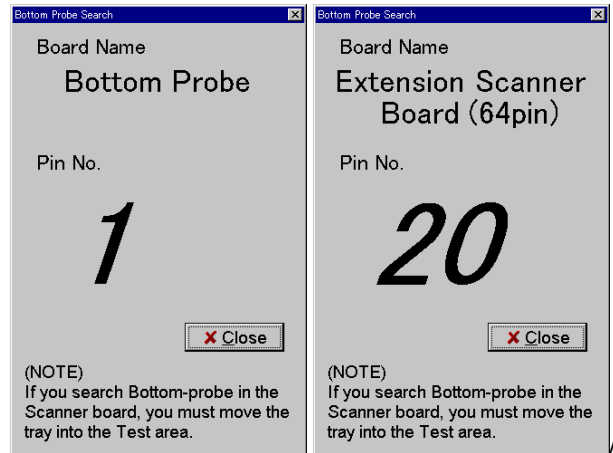 Bottom Probe Search
Board Name
Bottom Probe
Pin No.
1
Close
(NOTE)
If you search Bottom-probe in the
Scanner board, you must move the
tray into the Test area.
Bottom Probe Search
Board Name
Extension Scanner
Board (64pin)
Pin No.
20
Close
(NOTE)
If you search Bottom-probe in the
Scanner board, you must move the
tray into the Test area.